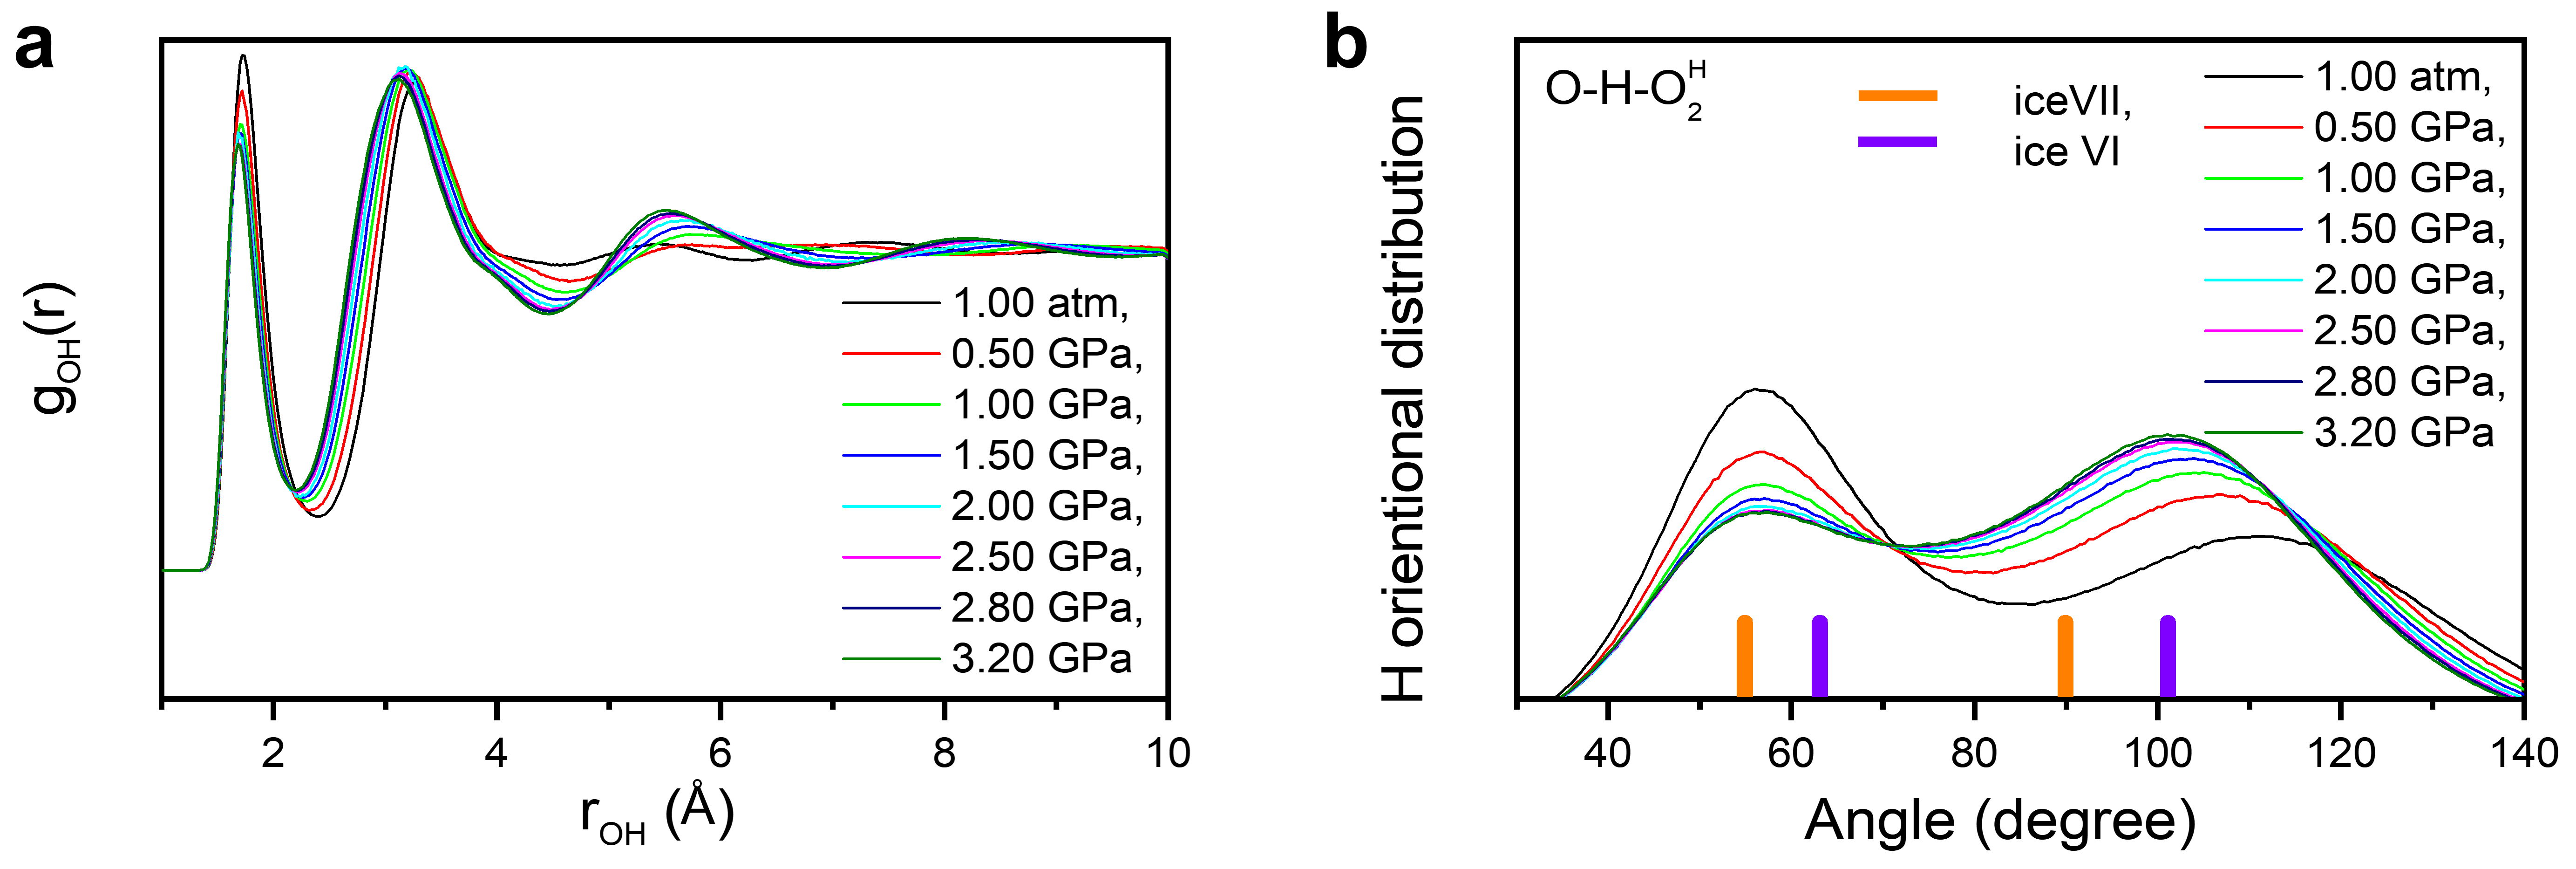 a
g_OH(r)
1.00 atm,
0.50 GPa,
1.00 GPa,
1.50 GPa,
2.00 GPa,
2.50 GPa,
2.80 GPa,
3.20 GPa
2 4 6 8 10
r_OH (Å)
b
H orientional distribution
O-H-O₂ᴴ
iceVII,
ice VI
1.00 atm,
0.50 GPa,
1.00 GPa,
1.50 GPa,
2.00 GPa,
2.50 GPa,
2.80 GPa,
3.20 GPa
40 60 80 100 120 140
Angle (degree)